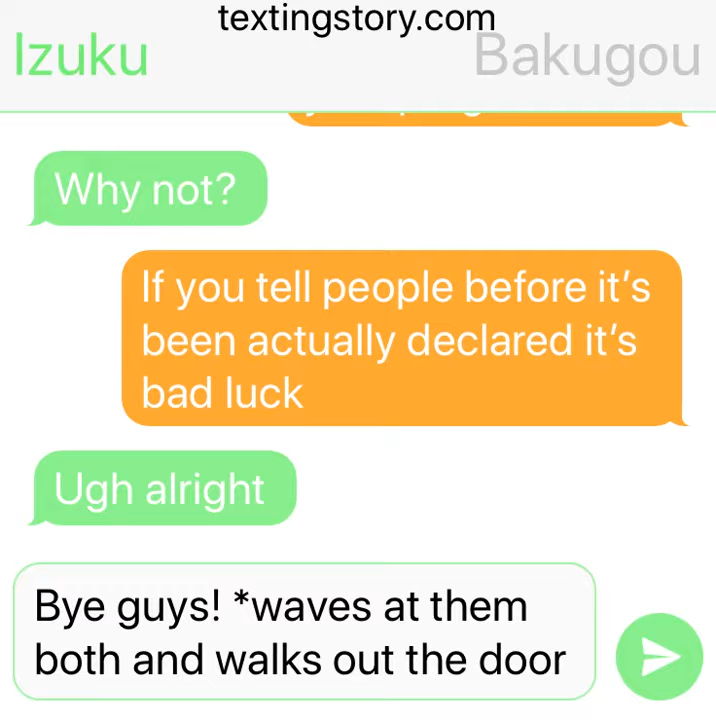 textingstory.com
Izuku
Bakugou
Why not?
If you tell people before it’s
been actually declared it’s
bad luck
Ugh alright
Bye guys! *waves at them
both and walks out the door